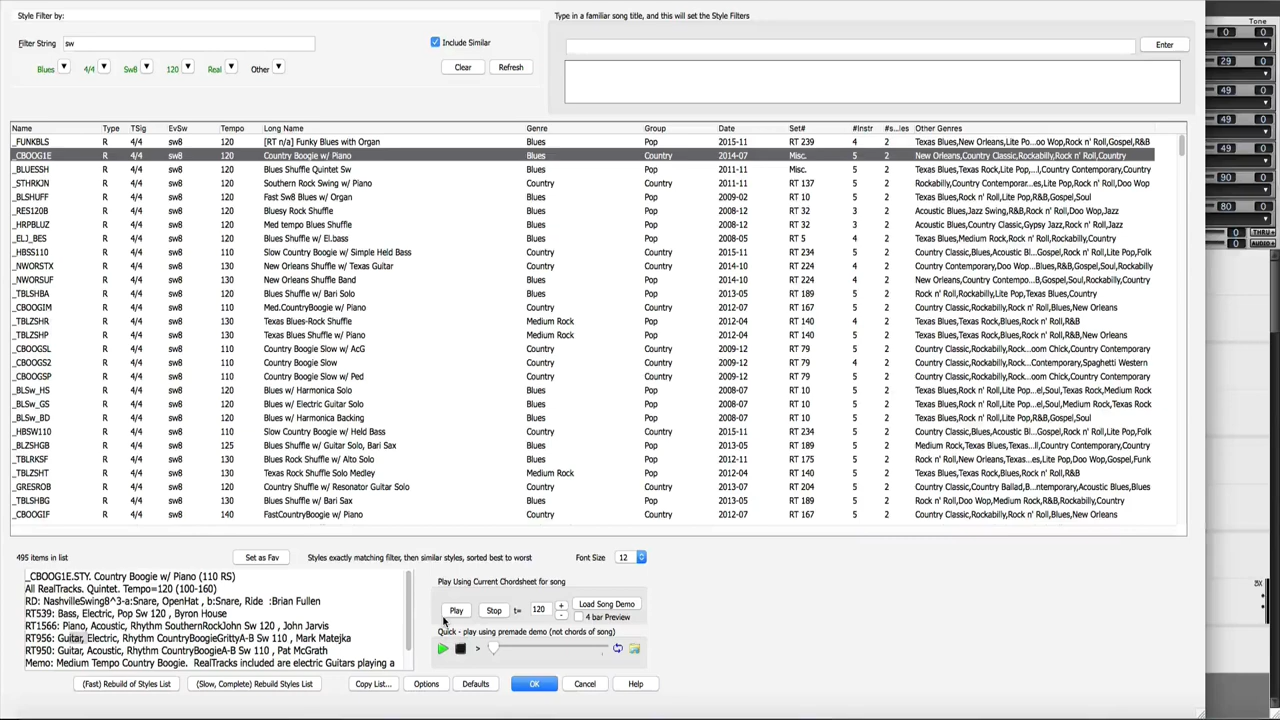 Style Filter by:
Type in a familiar song title, and this will set the Style Filters
Tone
Filter String sw
Include Similar
Enter
Blues 4/4 Sw8 120 Real Other
Clear Refresh
Name Type TSig EvSw Tempo Long Name Genre Group Date Set# #Instr #s...les Other Genres
_FUNKBLS R 4/4 sw8 120 [RT n/a] Funky Blues with Organ Blues Pop 2015-11 RT 239 4 2 Texas Blues,New Orleans,Lite Po...oo Wop,Rock n' Roll,Gospel,R&B
_CBOOG1E R 4/4 sw8 120 Country Boogie w/ Piano Blues Country 2014-07 Misc. 5 2 New Orleans,Country Classic,Rockabilly,Rock n' Roll,Country
_BLUESSH R 4/4 sw8 120 Blues Shuffle Quintet Sw Blues Pop 2011-11 Misc. 5 2 Texas Blues,Texas Rock,Lite Pop,...l,Country Contemporary,Country
_STHRKJN R 4/4 sw8 120 Southern Rock Swing w/ Piano Country Country 2011-11 RT 137 5 2 Rockabilly,Country Contemporar...es,Lite Pop,Rock n' Roll,Doo Wop
_BLSHUFF R 4/4 sw8 120 Fast Sw8 Blues w/ Organ Blues Pop 2009-02 RT 10 5 2 Texas Blues,Rock n' Roll,Lite Pop,R&B,Gospel,Soul
_RES120B R 4/4 sw8 120 Bluesy Rock Shuffle Blues Pop 2008-12 RT 32 3 2 Acoustic Blues,Jazz Swing,R&B,Rock n' Roll,Doo Wop,Jazz
_HRPBLUZ R 4/4 sw8 120 Med tempo Blues Shuffle Blues Pop 2008-12 RT 32 3 2 Acoustic Blues,Country,Gypsy Jazz,Rock n' Roll,R&B
_ELJ_BES R 4/4 sw8 120 Blues Shuffle w/ El.bass Blues Pop 2008-05 RT 5 4 2 Texas Blues,Medium Rock,Rock n' Roll,Rockabilly,Country
_HBSS110 R 4/4 sw8 110 Slow Country Boogie w/ Simple Held Bass Country Country 2015-11 RT 234 5 2 Country Classic,Blues,Acoustic Bl...Gospel,Rock n' Roll,Lite Pop,Folk
_NWORSTX R 4/4 sw8 130 New Orleans Shuffle w/ Texas Guitar Country Country 2014-10 RT 224 4 2 Country Contemporary,Doo Wop...Blues,R&B,Gospel,Soul,Rockabilly
_NWORSUF R 4/4 sw8 130 New Orleans Shuffle Band Country Country 2014-10 RT 224 4 2 New Orleans,Country Contempo...B,Gospel,Soul,Rock n' Roll,Blues
_TBLSHBA R 4/4 sw8 130 Blues Shuffle w/ Bari Solo Blues Pop 2013-05 RT 189 5 2 Rock n' Roll,Rockabilly,Lite Pop,Texas Blues,Country
_CBOOGIM R 4/4 sw8 120 Med.CountryBoogie w/ Piano Country Country 2012-07 RT 167 5 2 Country Classic,Rockabilly,Rock n' Roll,Blues,New Orleans
_TBLZSHR R 4/4 sw8 130 Texas Blues-Rock Shuffle Medium Rock Pop 2012-04 RT 140 4 2 Texas Blues,Texas Rock,Blues,Rock n' Roll,R&B
_TBLZSHP R 4/4 sw8 130 Texas Blues Shuffle w/ Piano Medium Rock Pop 2012-04 RT 140 4 2 Texas Blues,Texas Rock,Blues,R&B,New Orleans
_CBOOGSL R 4/4 sw8 110 Country Boogie Slow w/ AcG Country Country 2009-12 RT 79 5 2 Country Classic,Rockabilly,Rock...oom Chick,Country Contemporary
_CBOOGS2 R 4/4 sw8 110 Country Boogie Slow Country Country 2009-12 RT 79 4 2 Country Classic,Rockabilly,Rock...Contemporary,Spaghetti Western
_CBOOGSP R 4/4 sw8 110 Country Boogie Slow w/ Ped Country Country 2009-12 RT 79 5 2 Country Classic,Rockabilly,Rock...oom Chick,Country Contemporary
_BLSw_HS R 4/4 sw8 120 Blues w/ Harmonica Solo Blues Pop 2008-07 RT 10 5 2 Texas Blues,Rock n' Roll,Lite Pop...el,Soul,Texas Rock,Medium Rock
_BLSw_GS R 4/4 sw8 120 Blues w/ Electric Guitar Solo Blues Pop 2008-07 RT 10 5 2 Texas Blues,Rock n' Roll,Lite Pop...el,Soul,Medium Rock,Texas Rock
_BLSw_BD R 4/4 sw8 120 Blues w/ Harmonica Backing Blues Pop 2008-07 RT 10 5 2 Texas Blues,Rock n' Roll,Lite Pop,R&B,Gospel,Soul
_HBSW110 R 4/4 sw8 110 Slow Country Boogie w/ Held Bass Country Country 2015-11 RT 234 5 2 Country Classic,Blues,Acoustic Bl...Gospel,Rock n' Roll,Lite Pop,Folk
_BLZSHGB R 4/4 sw8 125 Blues Shuffle w/ Guitar Solo, Bari Sax Blues Pop 2013-05 RT 189 5 2 Medium Rock,Texas Blues,Texas...ll,Country Contemporary,Country
_TBLRKSF R 4/4 sw8 130 Blues Rock Shuffle w/ Alto Solo Blues Pop 2012-11 RT 175 5 2 Texas Blues,Rock n' Roll,Lite Pop,Doo Wop,Gospel,Funk
_TBLZSHT R 4/4 sw8 130 Texas Rock Shuffle Solo Medley Medium Rock Pop 2012-04 RT 140 5 2 Texas Blues,Texas Rock,Blues,Rock n' Roll,R&B
_GRESROB R 4/4 sw8 120 Country Shuffle w/ Resonator Guitar Solo Country Country 2013-07 RT 204 5 2 Country Classic,Country Ballad,B...ntemporary,Acoustic Blues,Blues
_TBLSHBG R 4/4 sw8 130 Blues Shuffle w/ Bari Sax Blues Pop 2013-05 RT 189 5 2 Rock n' Roll,Doo Wop,Medium Rock,R&B,Rockabilly,Country
_CBOOGIF R 4/4 sw8 140 FastCountryBoogie w/ Piano Country Country 2012-07 RT 167 5 2 Country Classic,Rockabilly,Rock n' Roll,Blues,New Orleans
495 items in list Set as Fav Styles exactly matching filter, then similar styles, sorted best to worst Font Size 12
_CBOOG1E.STY. Country Boogie w/ Piano (110 RS)
All RealTracks. Quintet. Tempo=120 (100-160)
RD: NashvilleSwing8^3-a:Snare, OpenHat , b:Snare, Ride :Brian Fullen
RT539: Bass, Electric, Pop Sw 120 , Byron House
RT1566: Piano, Acoustic, Rhythm SouthernRockJohn Sw 120 , John Jarvis
RT956: Guitar, Electric, Rhythm CountryBoogieGrittyA-B Sw 110 , Mark Matejka
RT950: Guitar, Acoustic, Rhythm CountryBoogieA-B Sw 110 , Pat McGrath
Memo: Medium Tempo Country Boogie. RealTracks included are electric Guitars playing a
Play Using Current Chordsheet for song
Play Stop t= 120 + - Load Song Demo
4 bar Preview
Quick - play using premade demo (not chords of song)
>
(Fast) Rebuild of Styles List (Slow, Complete) Rebuild Styles List Copy List... Options Defaults OK Cancel Help
0 0
29 0
49 0
49 0
49 0
90 0
80 0
0 THRU+
0 AUDIO+